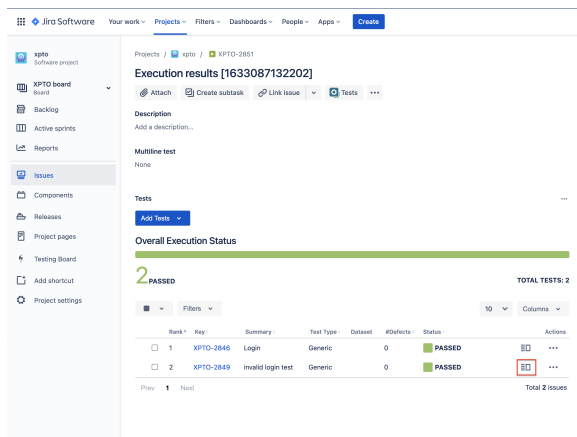 Jira Software Your work Projects Filters Dashboards People Apps Create
xpto
Software project
XPTO board
Board
Backlog
Active sprints
Reports
Issues
Components
Releases
Project pages
Testing Board
Add shortcut
Project settings
Projects / xpto / XPTO-2851
Execution results [1633087132202]
Attach Create subtask Link issue Tests ...
Description
Add a description...
Multiline test
None
Tests ...
Add Tests
Overall Execution Status
2 PASSED TOTAL TESTS: 2
Filters 10 Columns
Rank Key Summary Test Type Dataset #Defects Status Actions
1 XPTO-2846 Login Generic 0 PASSED ...
2 XPTO-2849 invalid login test Generic 0 PASSED ...
Prev 1 Next Total 2 issues